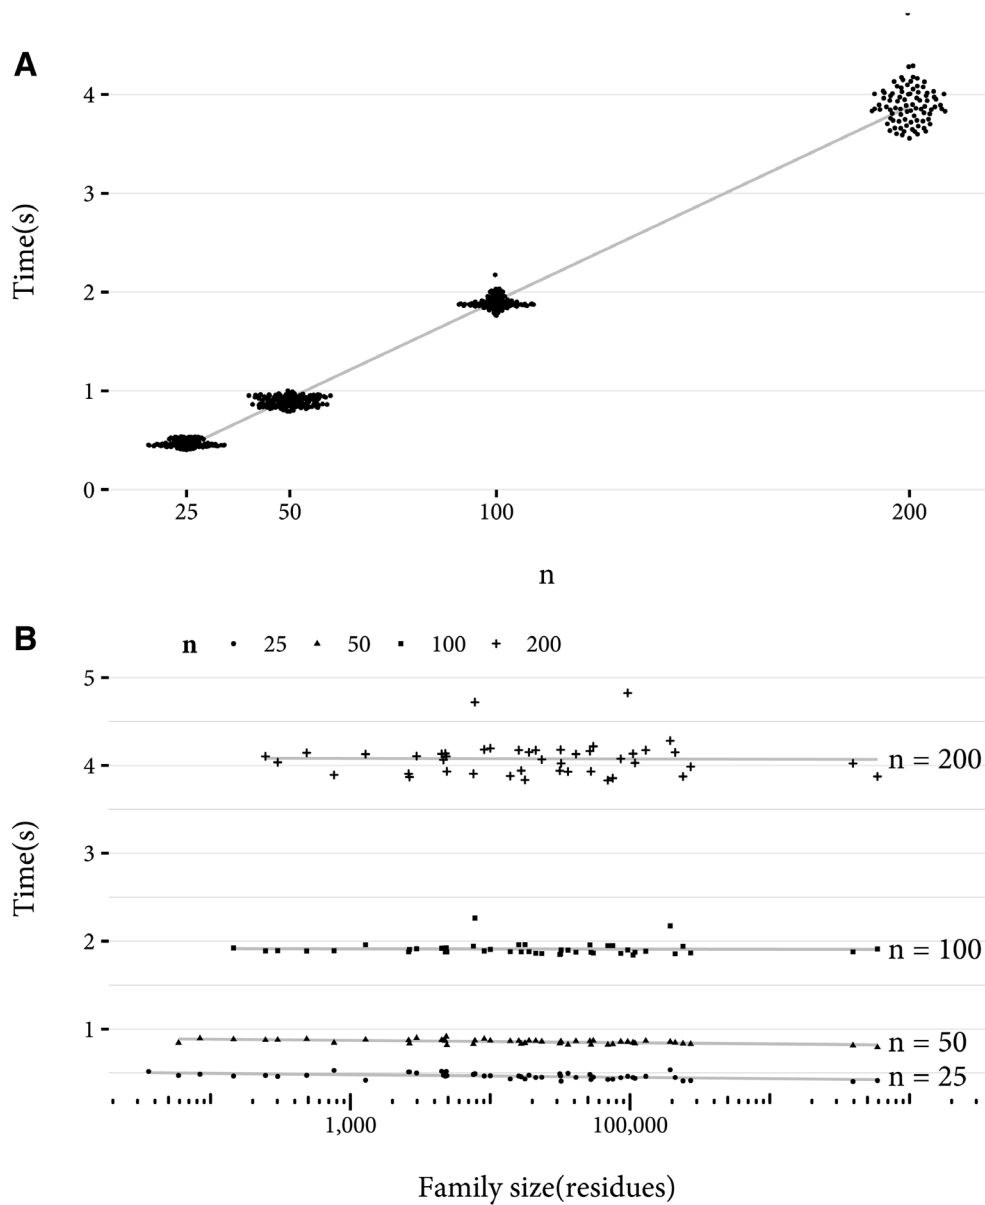 A
4
3
2
1
0
Time(s)
25 50 100 200
n
B
n 25 50 100 200
5
4
3
2
1
Time(s)
n = 200
n = 100
n = 50
n = 25
1,000 100,000
Family size(residues)